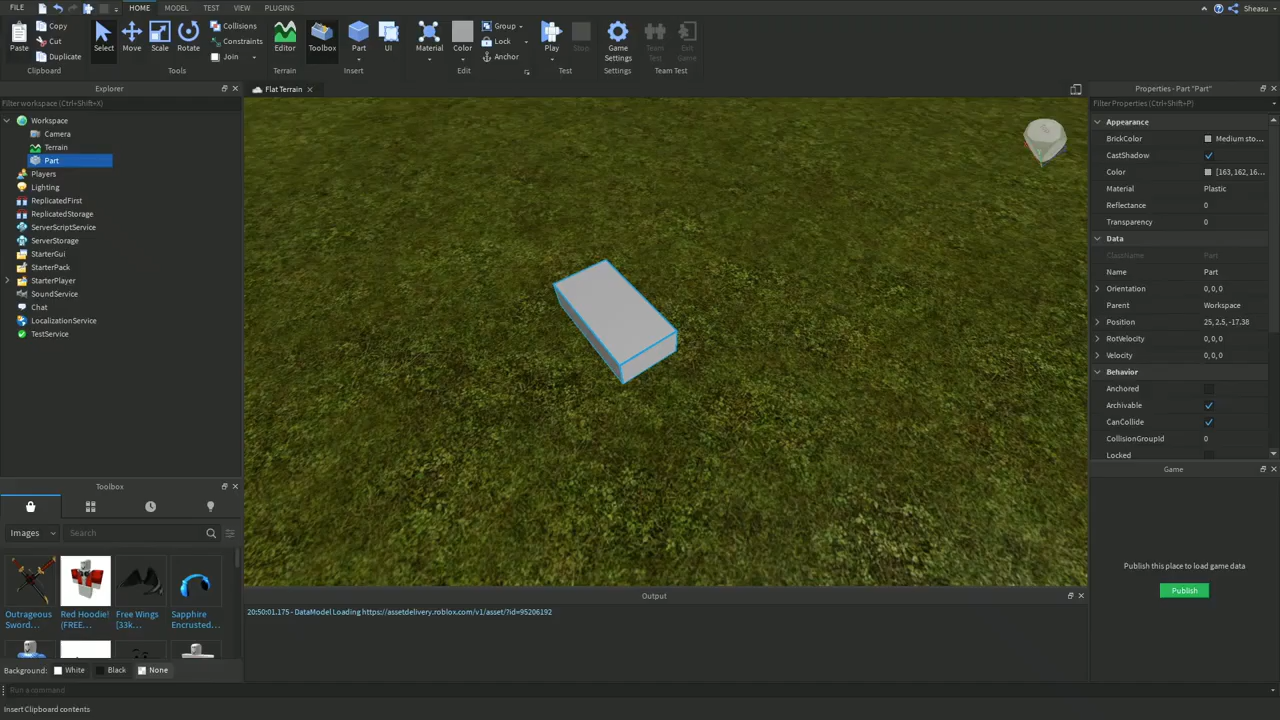 FILE
HOME
MODEL
TEST
VIEW
PLUGINS
Sheasu
Paste
Copy
Cut
Duplicate
Clipboard
Select
Move
Scale
Rotate
Collisions
Constraints
Join
Tools
Editor
Terrain
Toolbox
Part
UI
Insert
Material
Color
Group
Lock
Anchor
Edit
Play
Stop
Test
Game
Settings
Settings
Team
Test
Exit
Game
Team Test
Explorer
Filter workspace (Ctrl+Shift+X)
Workspace
Camera
Terrain
Part
Players
Lighting
ReplicatedFirst
ReplicatedStorage
ServerScriptService
ServerStorage
StarterGui
StarterPack
StarterPlayer
SoundService
Chat
LocalizationService
TestService
Toolbox
Images
Search
Outrageous
Sword...
Red Hoodie!
(FREE...
Free Wings
[33k...
Sapphire
Encrusted...
Background:
White
Black
None
Flat Terrain
Output
20:50:01.175 - DataModel Loading https://assetdelivery.roblox.com/v1/asset/?id=95206192
Properties - Part "Part"
Filter Properties (Ctrl+Shift+P)
Appearance
BrickColor Medium sto...
CastShadow
Color [163, 162, 16...
Material Plastic
Reflectance 0
Transparency 0
Data
ClassName Part
Name Part
Orientation 0, 0, 0
Parent Workspace
Position 25, 2.5, -17.38
RotVelocity 0, 0, 0
Velocity 0, 0, 0
Behavior
Anchored
Archivable
CanCollide
CollisionGroupId 0
Locked
Game
Publish this place to load game data
Publish
Run a command
Insert Clipboard contents